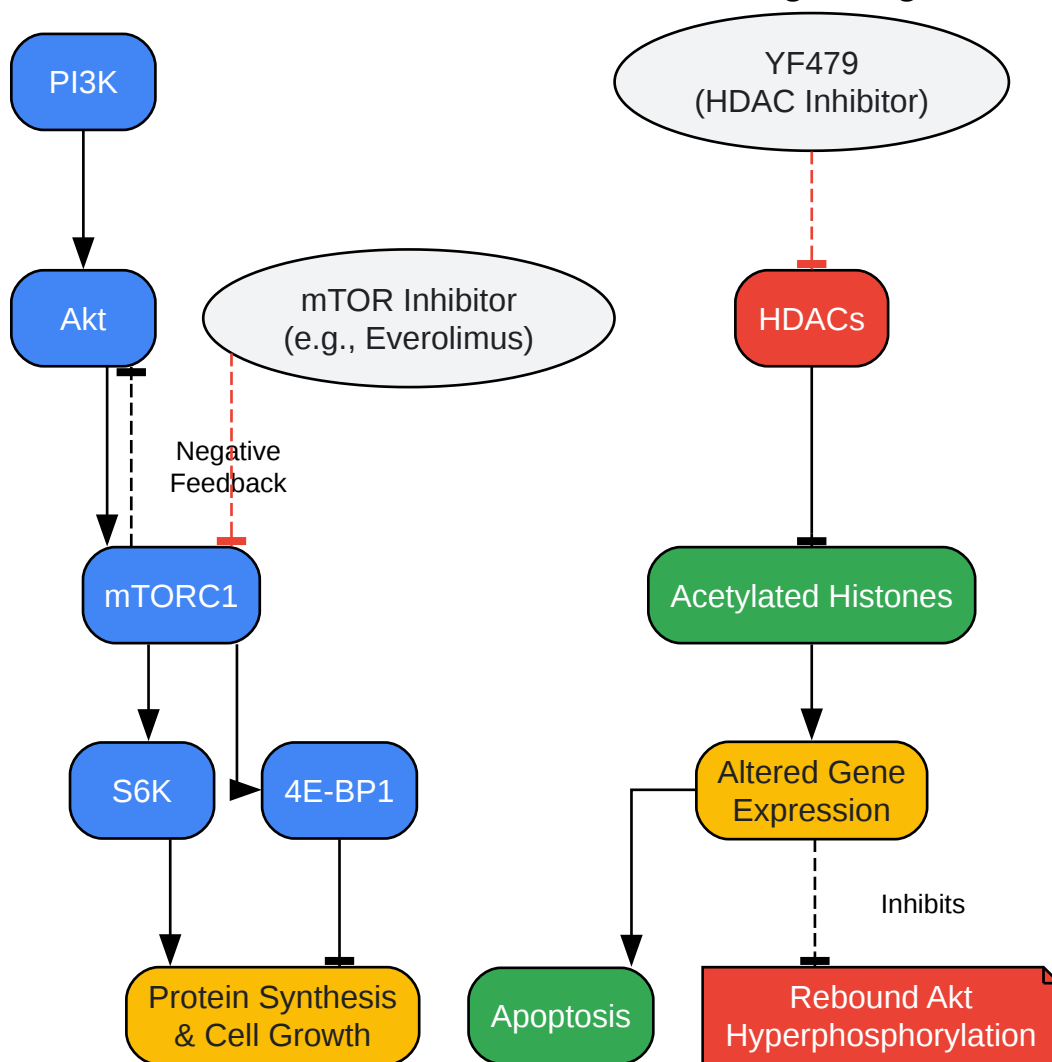 PI3K
YF479
(HDAC Inhibitor)
Akt
mTOR Inhibitor
(e.g., Everolimus)
HDACs
Negative
Feedback
mTORC1
Acetylated Histones
S6K
4E-BP1
Altered Gene
Expression
Inhibits
Protein Synthesis
& Cell Growth
Apoptosis
Rebound Akt
Hyperphosphorylation